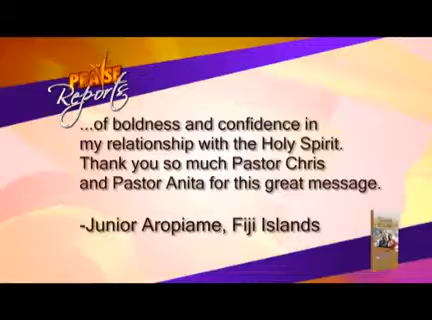 PRAISE
Reports
...of boldness and confidence in
my relationship with the Holy Spirit.
Thank you so much Pastor Chris
and Pastor Anita for this great message.
-Junior Aropiame, Fiji Islands